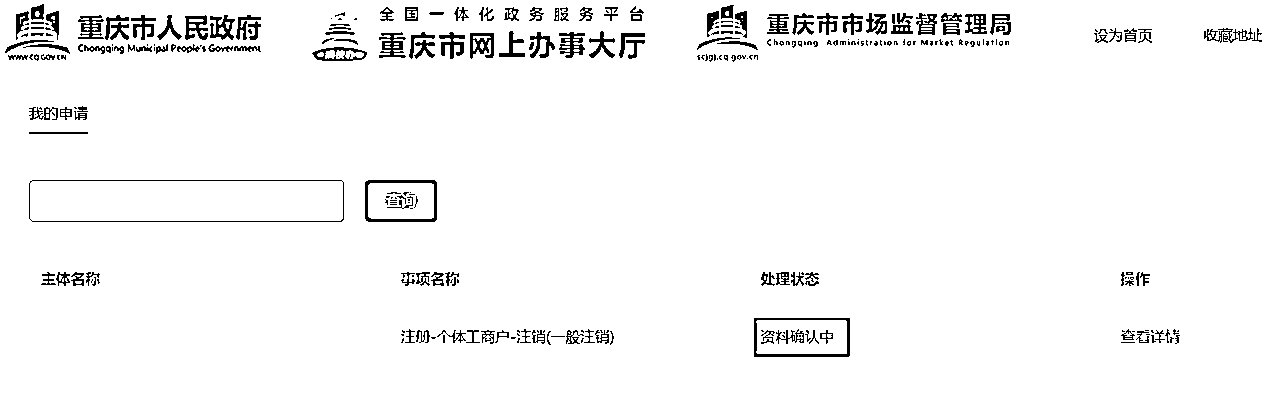 重庆市人民政府
Chongqing Municipal People's Government
www.cq.gov.cn
全国一体化政务服务平台
重庆市网上办事大厅
重庆市市场监督管理局
Chongqing Administration for Market Regulation
scjgj.cq.gov.cn
设为首页 收藏地址
我的申请
查询
主体名称 事项名称 处理状态 操作
注册-个体工商户-注销(一般注销) 资料确认中 查看详情